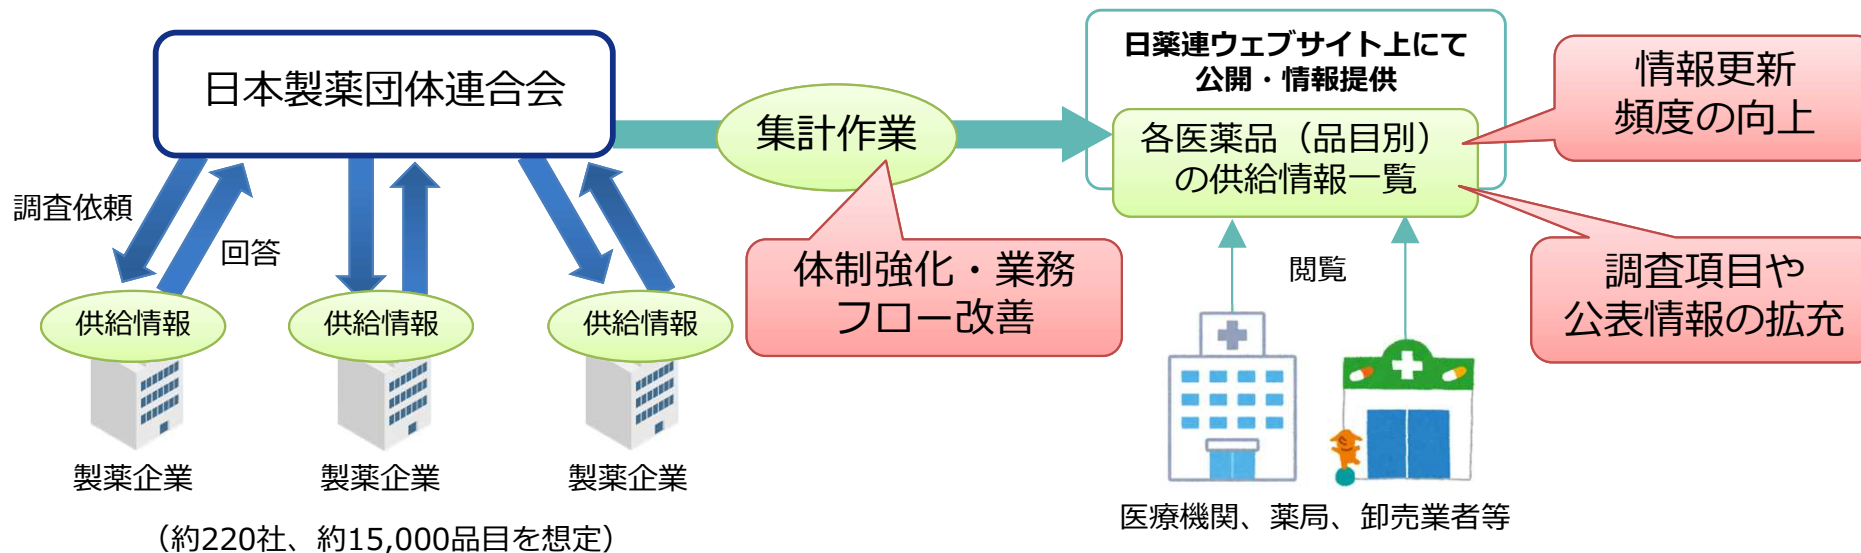 日本製薬団体連合会
調査依頼
回答
供給情報
供給情報
供給情報
製薬企業
製薬企業
製薬企業
（約220社、約15,000品目を想定）
集計作業
体制強化・業務
フロー改善
日薬連ウェブサイト上にて
公開・情報提供
各医薬品（品目別）
の供給情報一覧
情報更新
頻度の向上
調査項目や
公表情報の拡充
閲覧
医療機関、薬局、卸売業者等